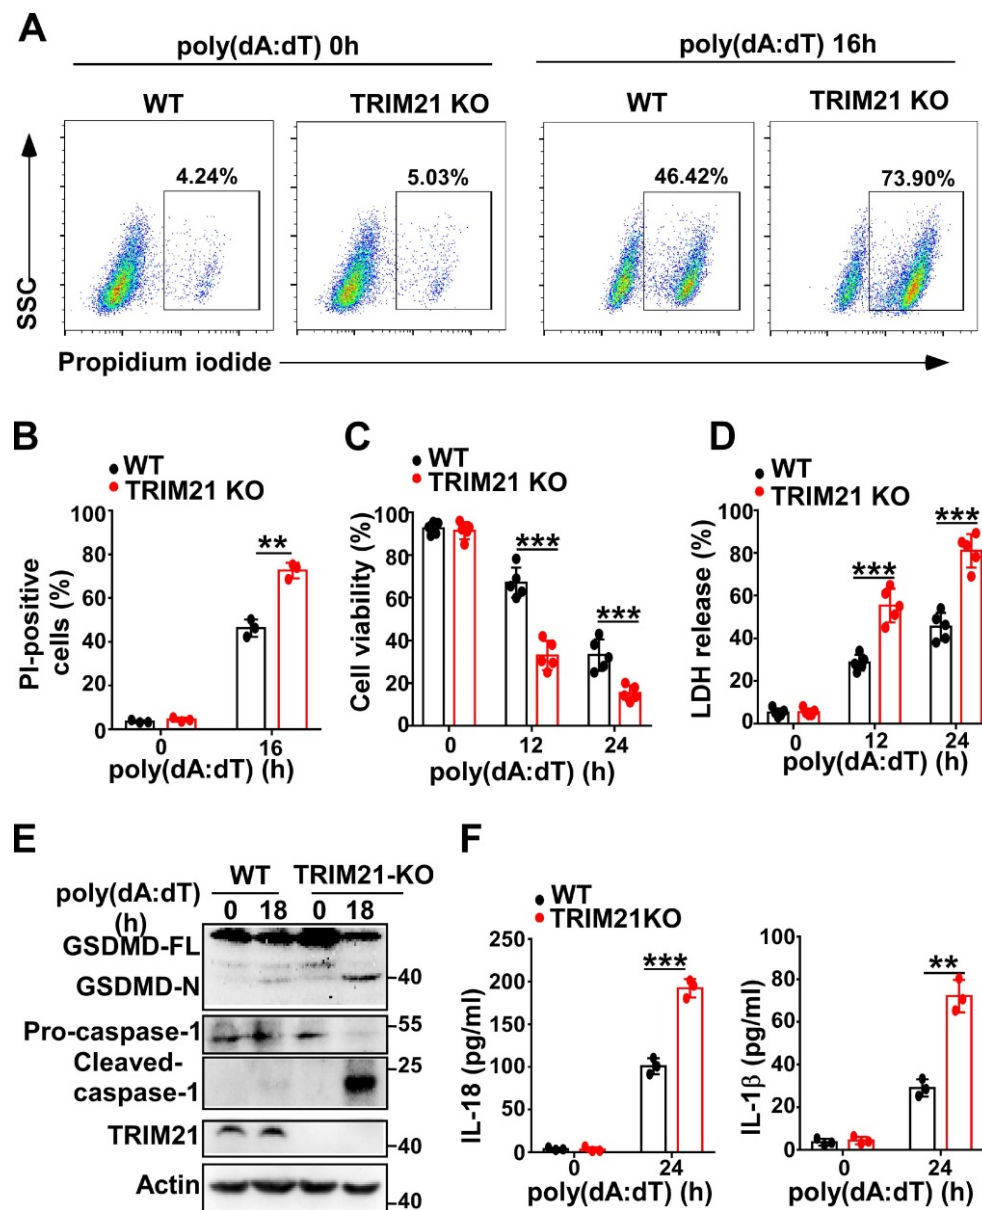 A
poly(dA:dT) 0h
poly(dA:dT) 16h
WT
TRIM21 KO
WT
TRIM21 KO
4.24%
5.03%
46.42%
73.90%
SSC
Propidium iodide
B
WT
TRIM21 KO
PI-positive
cells (%)
100
80
60
40
20
0
**
0
16
poly(dA:dT) (h)
C
WT
TRIM21 KO
Cell viability (%)
100
80
60
40
20
0
***
***
0
12
24
poly(dA:dT) (h)
D
WT
TRIM21 KO
LDH release (%)
100
80
60
40
20
0
***
***
0
12
24
poly(dA:dT) (h)
E
WT
TRIM21-KO
poly(dA:dT)
(h)
0
18
0
18
GSDMD-FL
GSDMD-N
40
Pro-caspase-1
55
Cleaved-
caspase-1
25
TRIM21
40
Actin
40
F
WT
TRIM21KO
IL-18 (pg/ml)
250
200
150
100
50
0
***
0
24
poly(dA:dT) (h)
IL-1β (pg/ml)
100
80
60
40
20
0
**
0
24
poly(dA:dT) (h)